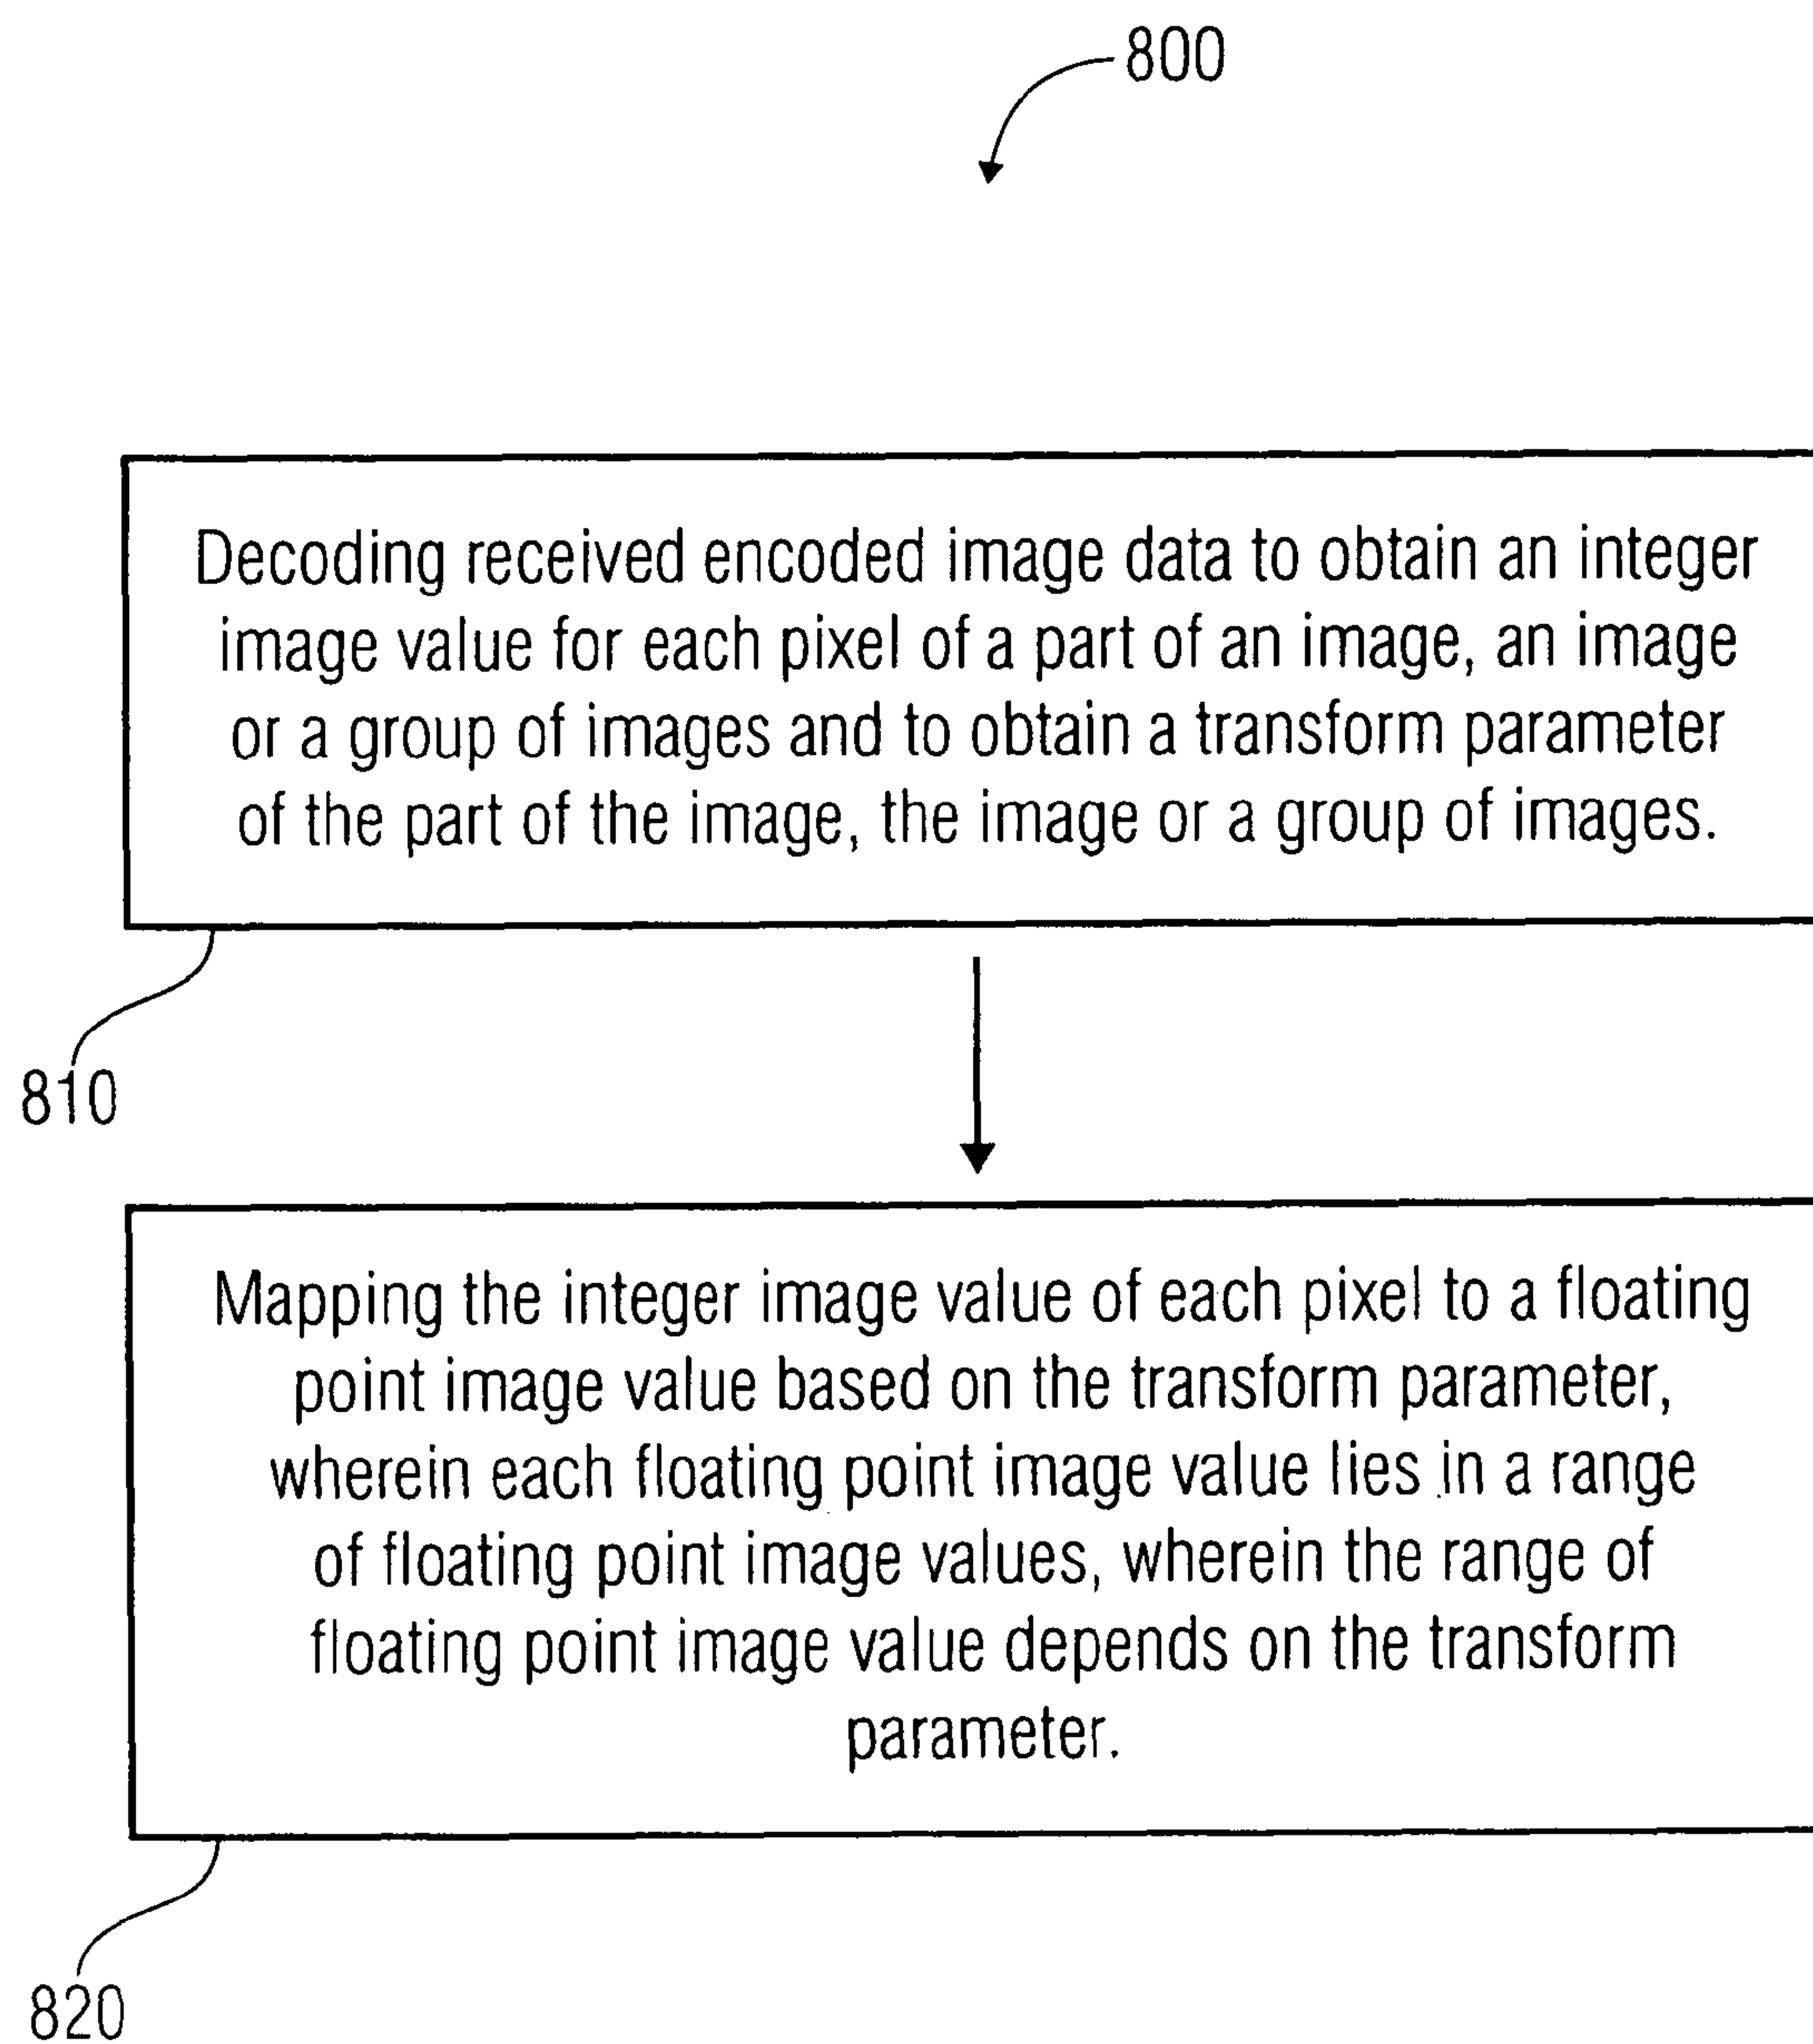 800
Decoding received encoded image data to obtain an integer
image value for each pixel of a part of an image, an image
or a group of images and to obtain a transform parameter
of the part of the image, the image or a group of images.
810
Mapping the integer image value of each pixel to a floating
point image value based on the transform parameter,
wherein each floating point image value lies in a range
of floating point image values, wherein the range of
floating point image value depends on the transform
parameter.
820